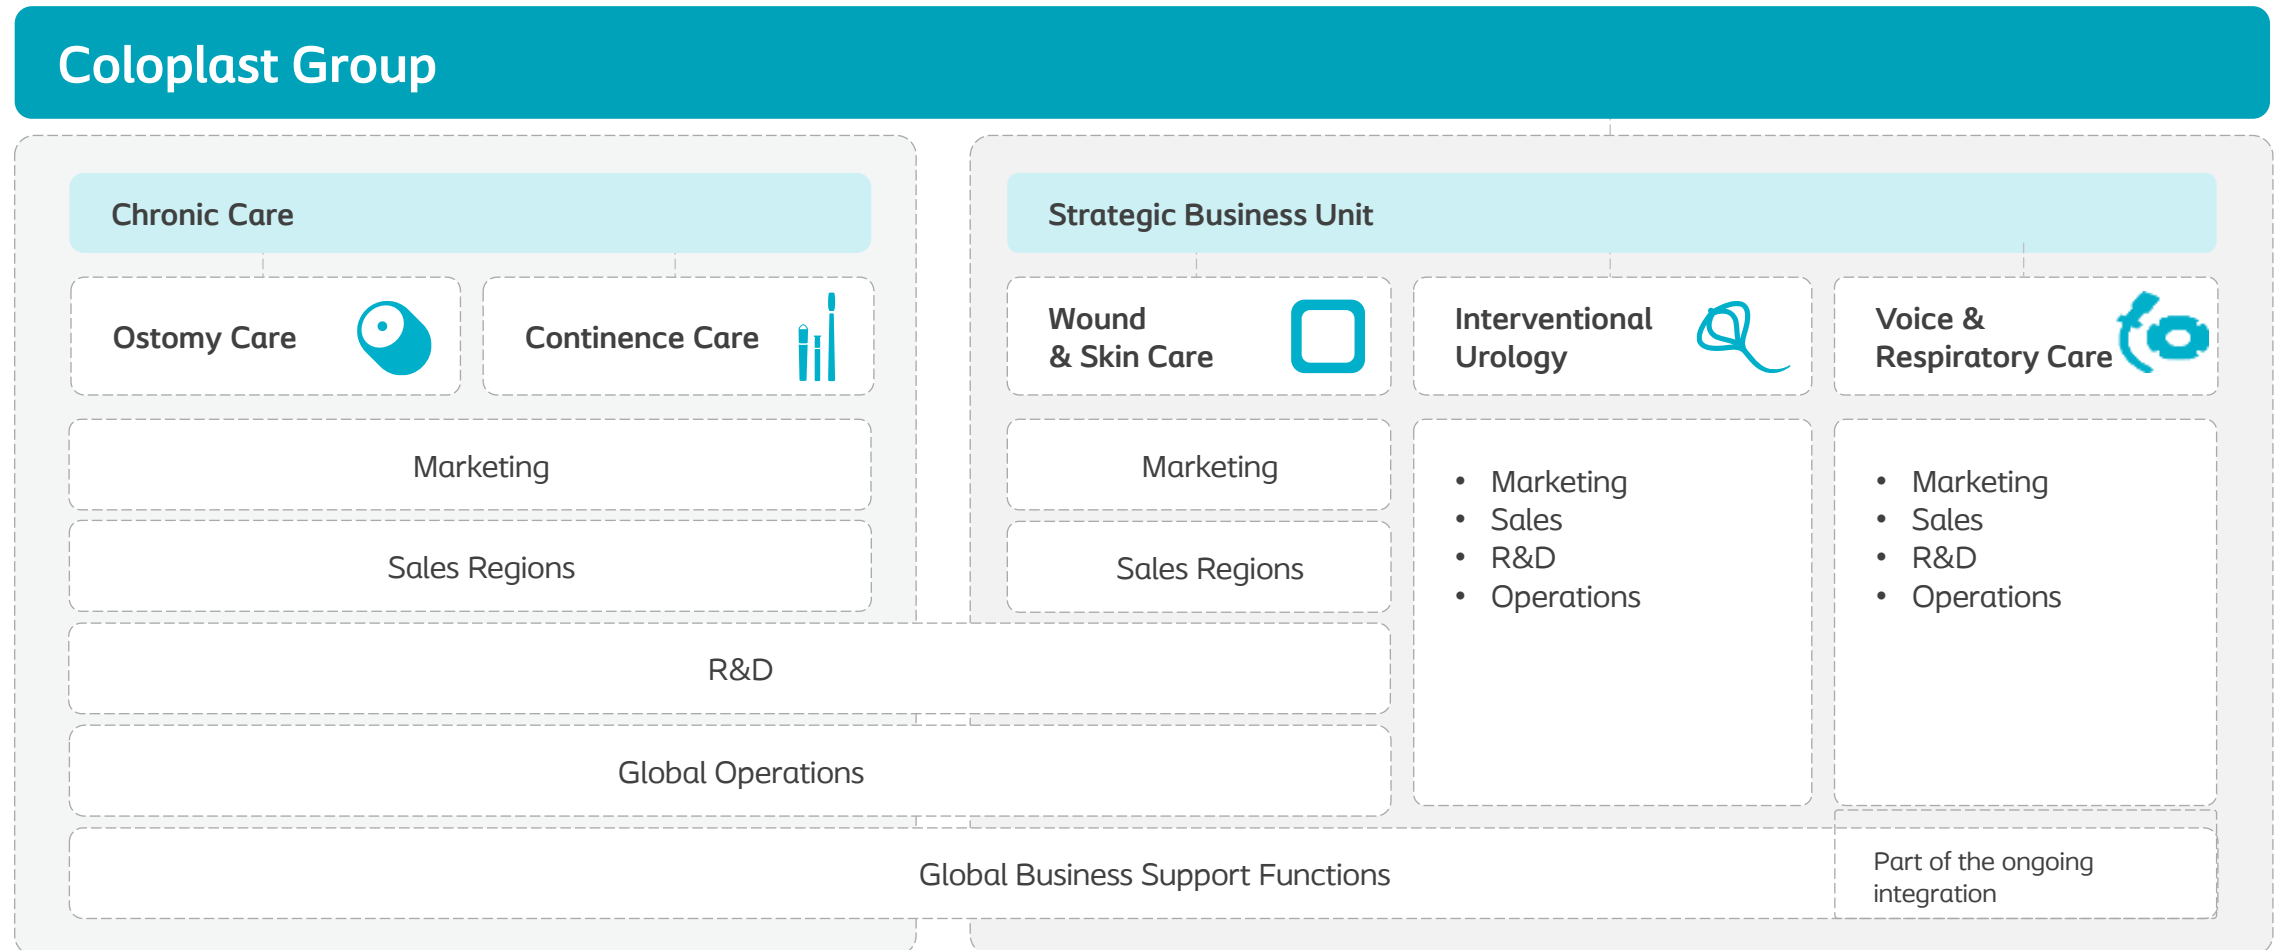 Coloplast Group
Chronic Care
Strategic Business Unit
Ostomy Care
Continence Care
Wound
& Skin Care
Interventional
Urology
Voice &
Respiratory Care
Marketing
Sales Regions
Marketing
Sales Regions
R&D
Global Operations
• Marketing
• Sales
• R&D
• Operations
• Marketing
• Sales
• R&D
• Operations
Global Business Support Functions
Part of the ongoing
integration